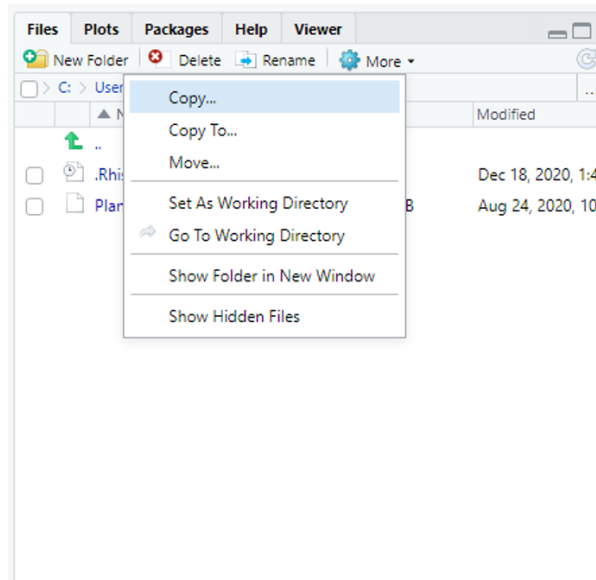 Files Plots Packages Help Viewer
New Folder Delete Rename More
C: User ...
Copy...
Copy To...
Move...
Set As Working Directory
Go To Working Directory
Show Folder in New Window
Show Hidden Files
N Modified
..
.Rhis Dec 18, 2020, 1:4
Plan B Aug 24, 2020, 10